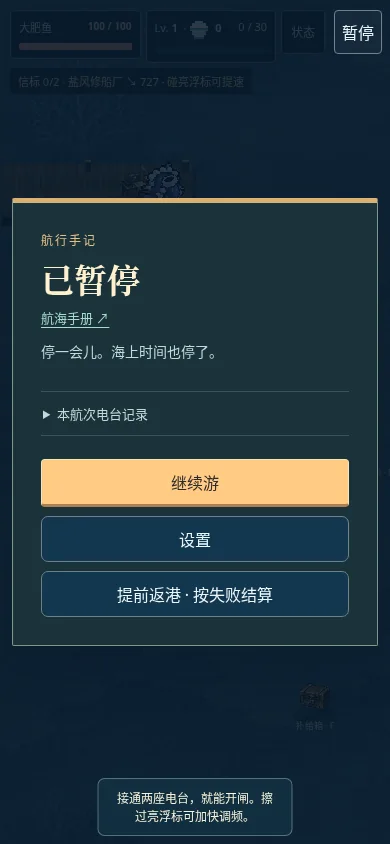 大肥鱼 100 / 100
Lv. 1 · 0 0 / 30
状态
暂停
信标 0/2 · 盐风修船厂 ↘ 727 · 碰亮浮标可提速
航行手记
已暂停
航海手册 ↗
停一会儿。海上时间也停了。
▶ 本航次电台记录
继续游
设置
提前返港 · 按失败结算
接通两座电台，就能开闸。擦
过亮浮标可加快调频。